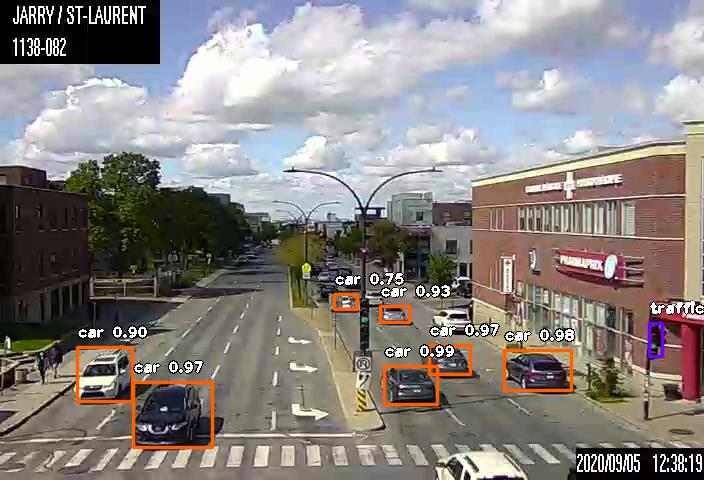 JARRY / ST-LAURENT
1138-082
car 0.75
car 0.93
traffic
car 0.90
car 0.97
car 0.98
car 0.99
car 0.97
PHARMAPRIX
2020/09/05 12:38:19